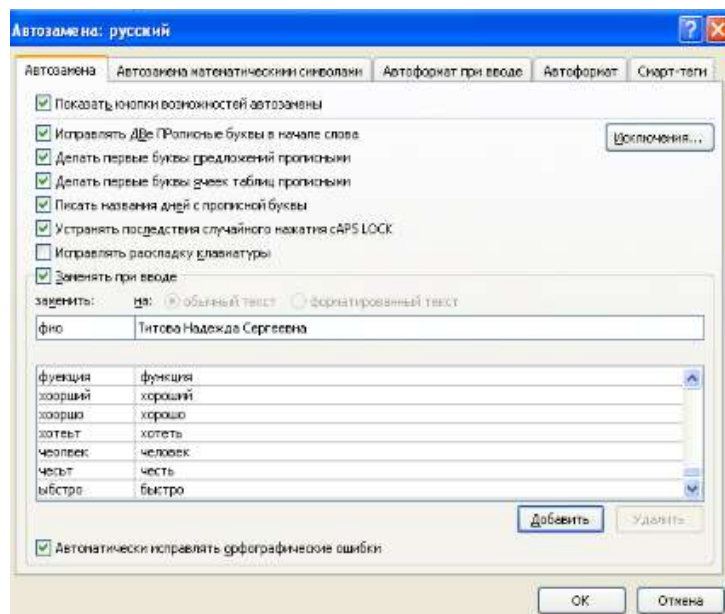 Автозамена: русский
Автозамена Автозамена математическими символами Автоформат при вводе Автоформат Смарт-теги
Показать кнопки возможностей автозамены
Исправлять ДВе ПРописные буквы в начале слова
Исключения...
Делать первые буквы предложений прописными
Делать первые буквы ячеек таблиц прописными
Писать названия дней с прописной буквы
Устранять последствия случайного нажатия cAPS LOCK
Исправлять раскладку клавиатуры
Заменять при вводе
заменить: на: обычный текст форматированный текст
фио Титова Надежда Сергеевна
фуекция функция
хоорший хороший
хооршо хорошо
хотеьт хотеть
чеолвек человек
чесьт честь
ыбстро быстро
Добавить Удалить
Автоматически исправлять орфографические ошибки
ОК Отмена